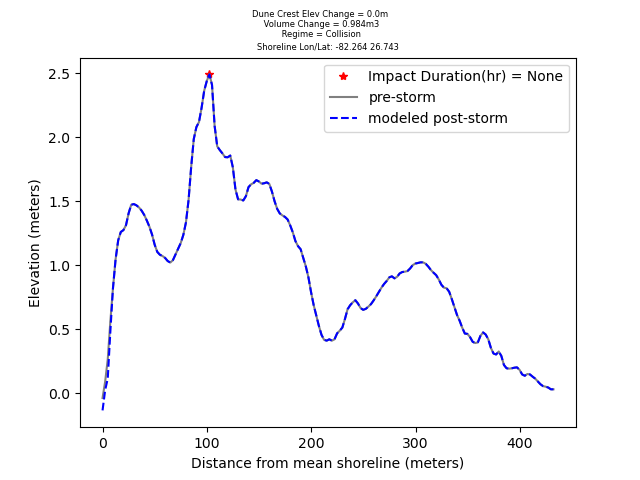 Dune Crest Elev Change = 0.0m
Volume Change = 0.984m3
Regime = Collision
Shoreline Lon/Lat: -82.264 26.743
Impact Duration(hr) = None
pre-storm
modeled post-storm
Elevation (meters)
2.5
2.0
1.5
1.0
0.5
0.0
0 100 200 300 400
Distance from mean shoreline (meters)